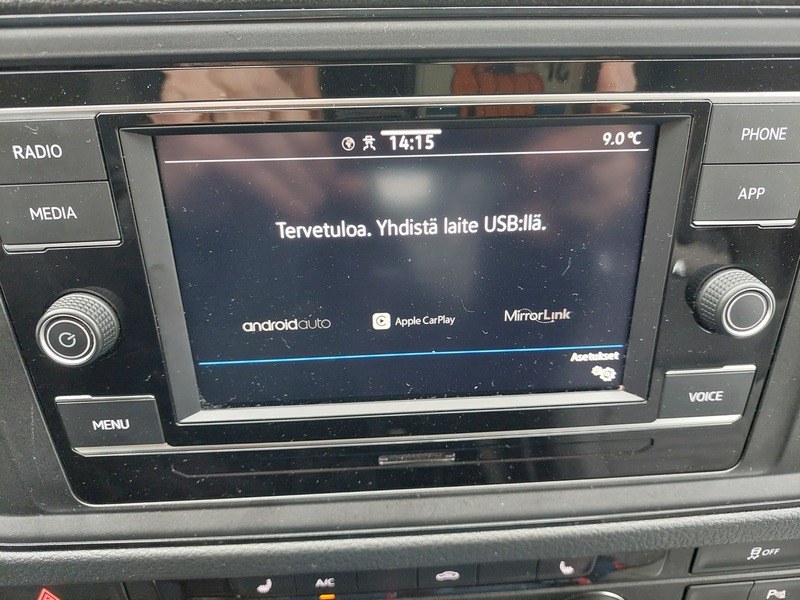 RADIO
MEDIA
MENU
14:15
9.0 °C
Tervetuloa. Yhdistä laite USB:llä.
androidauto
Apple CarPlay
MirrorLink
Asetukset
PHONE
APP
VOICE
A/C
OFF